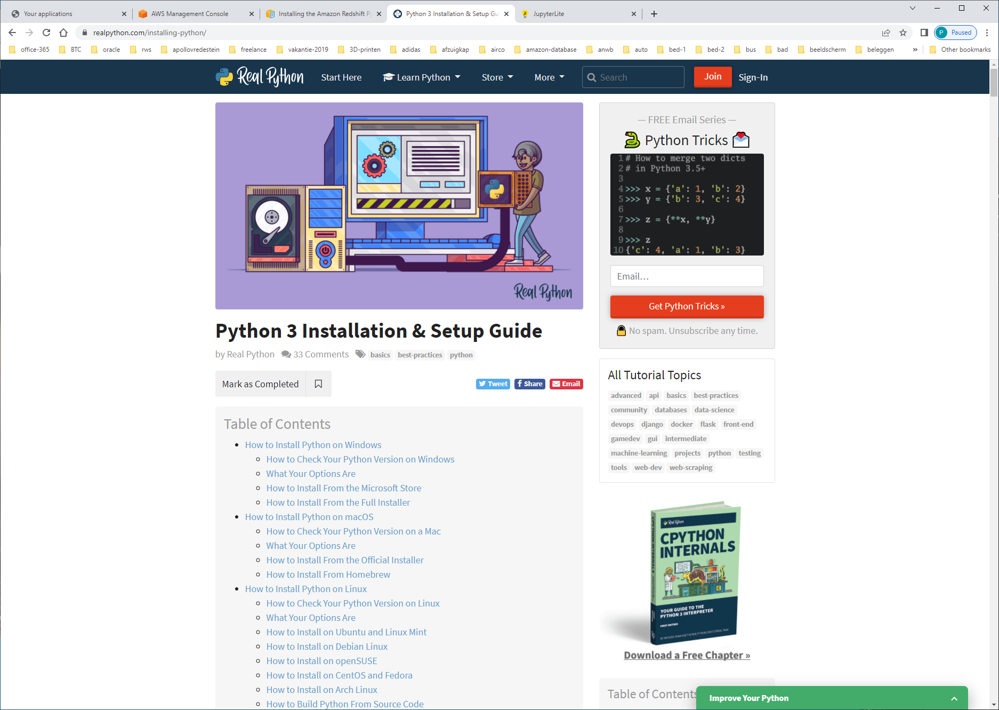 Your applications
AWS Management Console
Installing the Amazon Redshift Py
Python 3 Installation & Setup Gui
JupyterLite
realpython.com/installing-python/
P Paused
office-365
BTC
oracle
rws
apollovredestein
freelance
vakantie-2019
3D-printen
adidas
afzuigkap
airco
amazon-database
anwb
auto
bed-1
bed-2
bus
bad
beeldscherm
beleggen
»
Other bookmarks
Real Python
Start Here
Learn Python
Store
More
Search
Join
Sign-In
Real Python
Python 3 Installation & Setup Guide
by Real Python 33 Comments basics best-practices python
Mark as Completed
Tweet
Share
Email
Table of Contents
How to Install Python on Windows
How to Check Your Python Version on Windows
What Your Options Are
How to Install From the Microsoft Store
How to Install From the Full Installer
How to Install Python on macOS
How to Check Your Python Version on a Mac
What Your Options Are
How to Install From the Official Installer
How to Install From Homebrew
How to Install Python on Linux
How to Check Your Python Version on Linux
What Your Options Are
How to Install on Ubuntu and Linux Mint
How to Install on Debian Linux
How to Install on openSUSE
How to Install on CentOS and Fedora
How to Install on Arch Linux
How to Build Python From Source Code
— FREE Email Series —
Python Tricks
1 # How to merge two dicts
2 # in Python 3.5+
3
4 >>> x = {'a': 1, 'b': 2}
5 >>> y = {'b': 3, 'c': 4}
6
7 >>> z = {**x, **y}
8
9 >>> z
10 {'c': 4, 'a': 1, 'b': 3}
Email…
Get Python Tricks »
No spam. Unsubscribe any time.
All Tutorial Topics
advanced api basics best-practices
community databases data-science
devops django docker flask front-end
gamedev gui intermediate
machine-learning projects python testing
tools web-dev web-scraping
Real Python
CPYTHON
INTERNALS
CPYTHON INTERNALS
YOUR GUIDE TO THE
PYTHON 3 INTERPRETER
FIRST EDITION
BY ANTHONY SHAW AND THE REALPYTHON.COM TUTORIAL TEAM
Download a Free Chapter »
Table of Contents
Improve Your Python